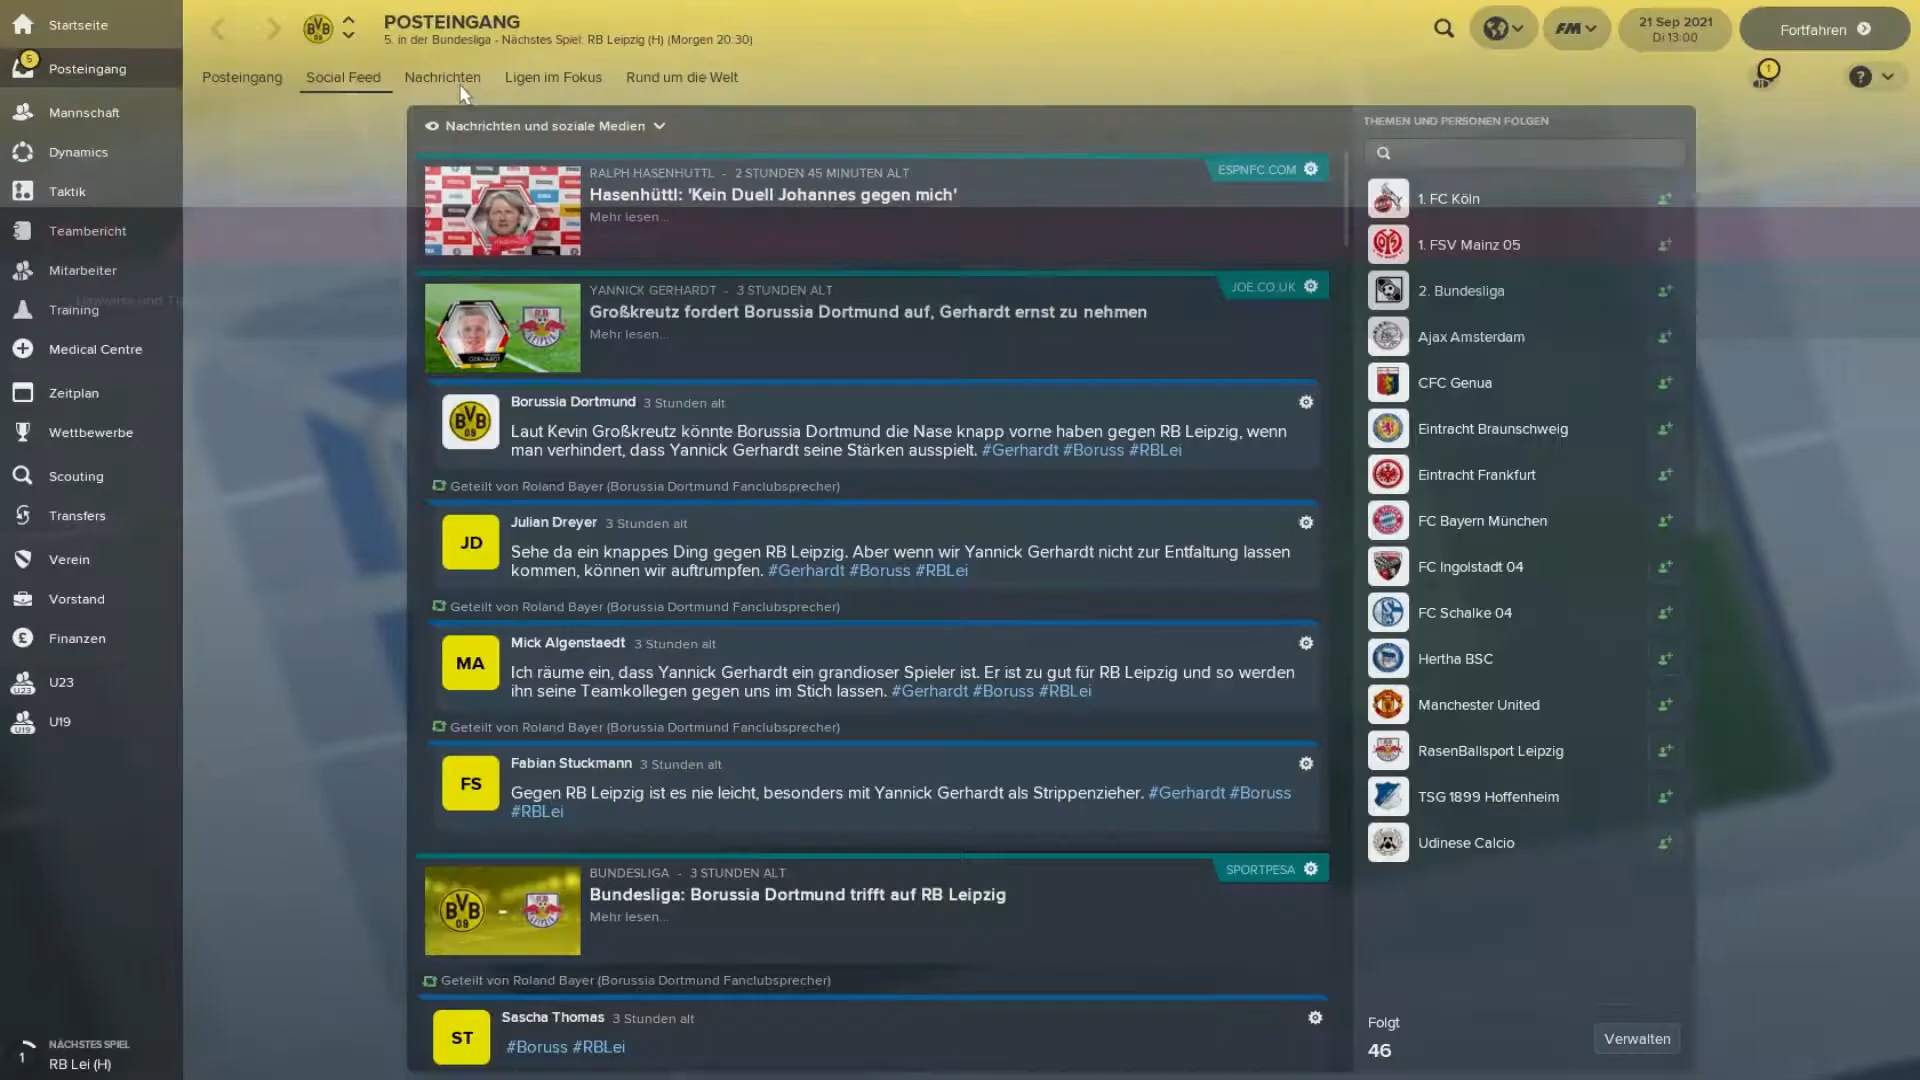 Startseite
5
Posteingang
Mannschaft
Dynamics
Taktik
Teambericht
Mitarbeiter
Training
Medical Centre
Zeitplan
Wettbewerbe
Scouting
Transfers
Verein
Vorstand
Finanzen
U23
U23
U19
U19
1
NÄCHSTES SPIEL
RB Lei (H)
POSTEINGANG
5. in der Bundesliga - Nächstes Spiel: RB Leipzig (H) (Morgen 20:30)
FM
21 Sep 2021
Di 13:00
Fortfahren
Posteingang
Social Feed
Nachrichten
Ligen im Fokus
Rund um die Welt
1
?
Nachrichten und soziale Medien
RALPH HASENHÜTTL - 2 STUNDEN 45 MINUTEN ALT
ESPNFC.COM
Hasenhüttl: 'Kein Duell Johannes gegen mich'
Mehr lesen...
YANNICK GERHARDT - 3 STUNDEN ALT
JOE.CO.UK
Großkreutz fordert Borussia Dortmund auf, Gerhardt ernst zu nehmen
Mehr lesen...
BVB
09
Borussia Dortmund 3 Stunden alt
Laut Kevin Großkreutz könnte Borussia Dortmund die Nase knapp vorne haben gegen RB Leipzig, wenn
man verhindert, dass Yannick Gerhardt seine Stärken ausspielt. #Gerhardt #Boruss #RBLei
Geteilt von Roland Bayer (Borussia Dortmund Fanclubsprecher)
JD
Julian Dreyer 3 Stunden alt
Sehe da ein knappes Ding gegen RB Leipzig. Aber wenn wir Yannick Gerhardt nicht zur Entfaltung lassen
kommen, können wir auftrumpfen. #Gerhardt #Boruss #RBLei
Geteilt von Roland Bayer (Borussia Dortmund Fanclubsprecher)
MA
Mick Algenstaedt 3 Stunden alt
Ich räume ein, dass Yannick Gerhardt ein grandioser Spieler ist. Er ist zu gut für RB Leipzig und so werden
ihn seine Teamkollegen gegen uns im Stich lassen. #Gerhardt #Boruss #RBLei
Geteilt von Roland Bayer (Borussia Dortmund Fanclubsprecher)
FS
Fabian Stuckmann 3 Stunden alt
Gegen RB Leipzig ist es nie leicht, besonders mit Yannick Gerhardt als Strippenzieher. #Gerhardt #Boruss
#RBLei
BUNDESLIGA - 3 STUNDEN ALT
SPORTPESA
Bundesliga: Borussia Dortmund trifft auf RB Leipzig
Mehr lesen...
BVB
09
Geteilt von Roland Bayer (Borussia Dortmund Fanclubsprecher)
ST
Sascha Thomas 3 Stunden alt
#Boruss #RBLei
THEMEN UND PERSONEN FOLGEN
1. FC Köln
1. FSV Mainz 05
2. Bundesliga
Ajax Amsterdam
CFC Genua
Eintracht Braunschweig
Eintracht Frankfurt
FC Bayern München
FC Ingolstadt 04
FC Schalke 04
Hertha BSC
Manchester United
RasenBallsport Leipzig
TSG 1899 Hoffenheim
Udinese Calcio
Folgt
46
Verwalten